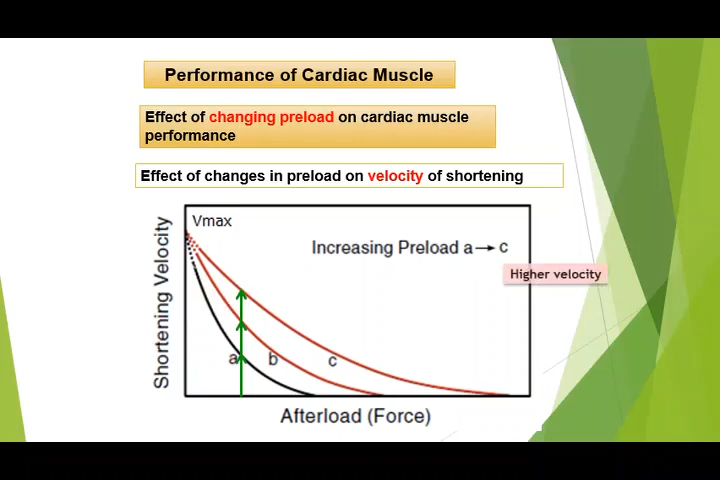 Performance of Cardiac Muscle
Effect of changing preload on cardiac muscle
performance
Effect of changes in preload on velocity of shortening
Vmax
Increasing Preload a→c
Higher velocity
Shortening Velocity
a
b
c
Afterload (Force)